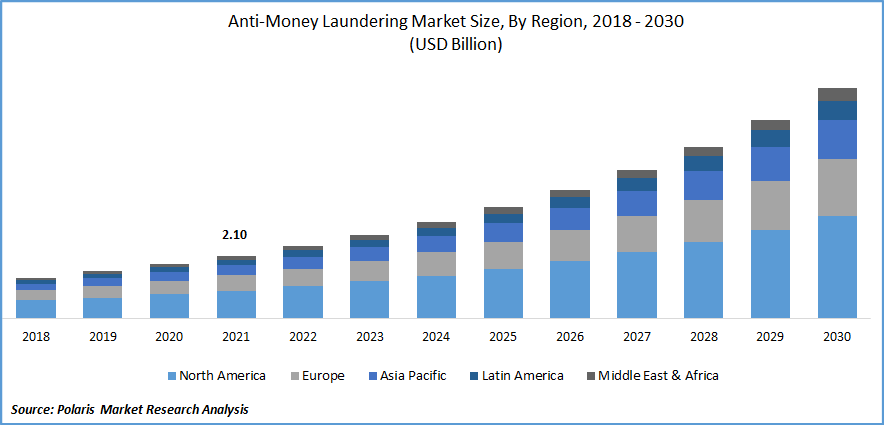 Anti-Money Laundering Market Size, By Region, 2018 - 2030
(USD Billion)
2.10
2018 2019 2020 2021 2022 2023 2024 2025 2026 2027 2028 2029 2030
North America Europe Asia Pacific Latin America Middle East & Africa
Source: Polaris Market Research Analysis